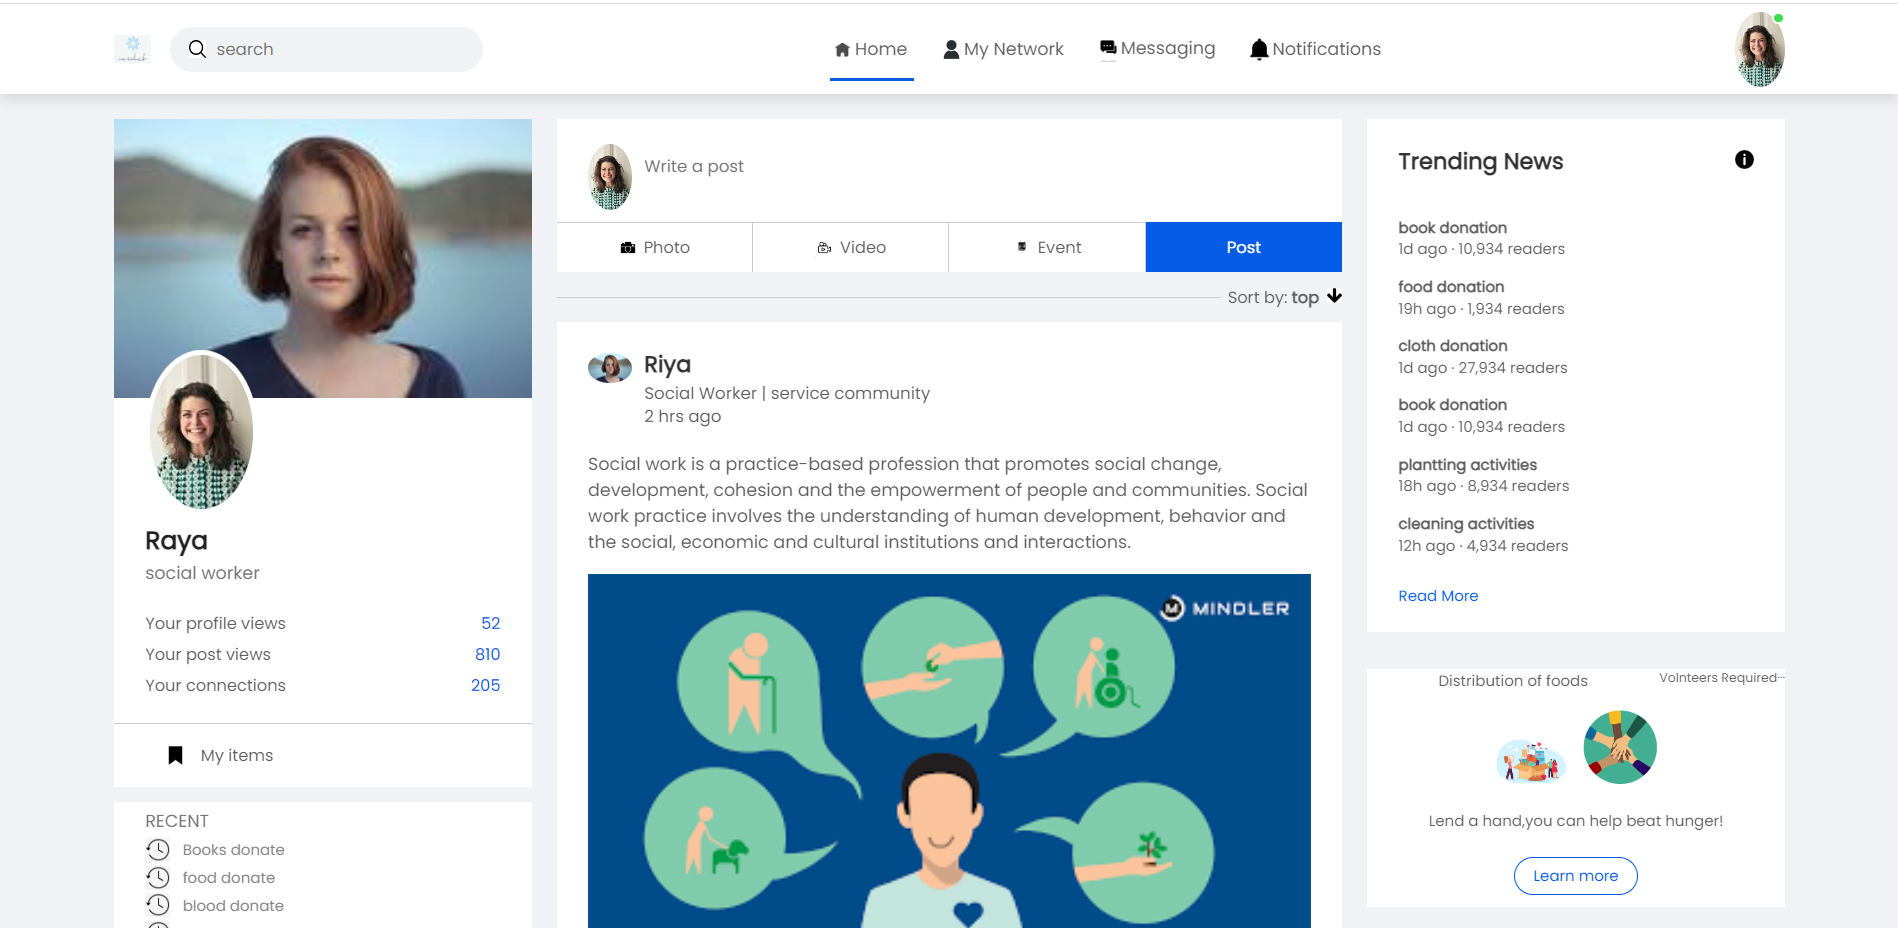 search
Home
My Network
Messaging
Notifications
Raya
social worker
Your profile views 52
Your post views 810
Your connections 205
My items
RECENT
Books donate
food donate
blood donate
Write a post
Photo
Video
Event
Post
Sort by: top
Riya
Social Worker | service community
2 hrs ago
Social work is a practice-based profession that promotes social change,
development, cohesion and the empowerment of people and communities. Social
work practice involves the understanding of human development, behavior and
the social, economic and cultural institutions and interactions.
MINDLER
Trending News
book donation
1d ago · 10,934 readers
food donation
19h ago · 1,934 readers
cloth donation
1d ago · 27,934 readers
book donation
1d ago · 10,934 readers
plantting activities
18h ago · 8,934 readers
cleaning activities
12h ago · 4,934 readers
Read More
Distribution of foods
Volnteers Required···
Lend a hand,you can help beat hunger!
Learn more